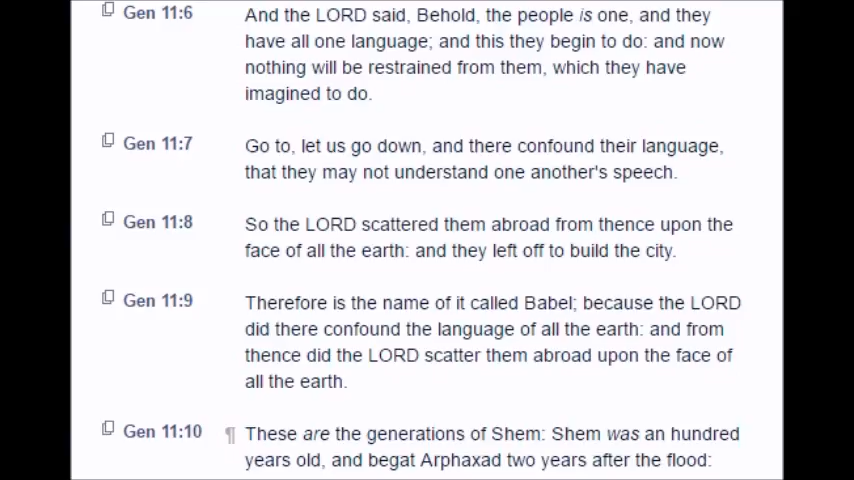 Gen 11:6 And the LORD said, Behold, the people is one, and they
have all one language; and this they begin to do: and now
nothing will be restrained from them, which they have
imagined to do.
Gen 11:7 Go to, let us go down, and there confound their language,
that they may not understand one another's speech.
Gen 11:8 So the LORD scattered them abroad from thence upon the
face of all the earth: and they left off to build the city.
Gen 11:9 Therefore is the name of it called Babel; because the LORD
did there confound the language of all the earth: and from
thence did the LORD scatter them abroad upon the face of
all the earth.
Gen 11:10 ¶ These are the generations of Shem: Shem was an hundred
years old, and begat Arphaxad two years after the flood: